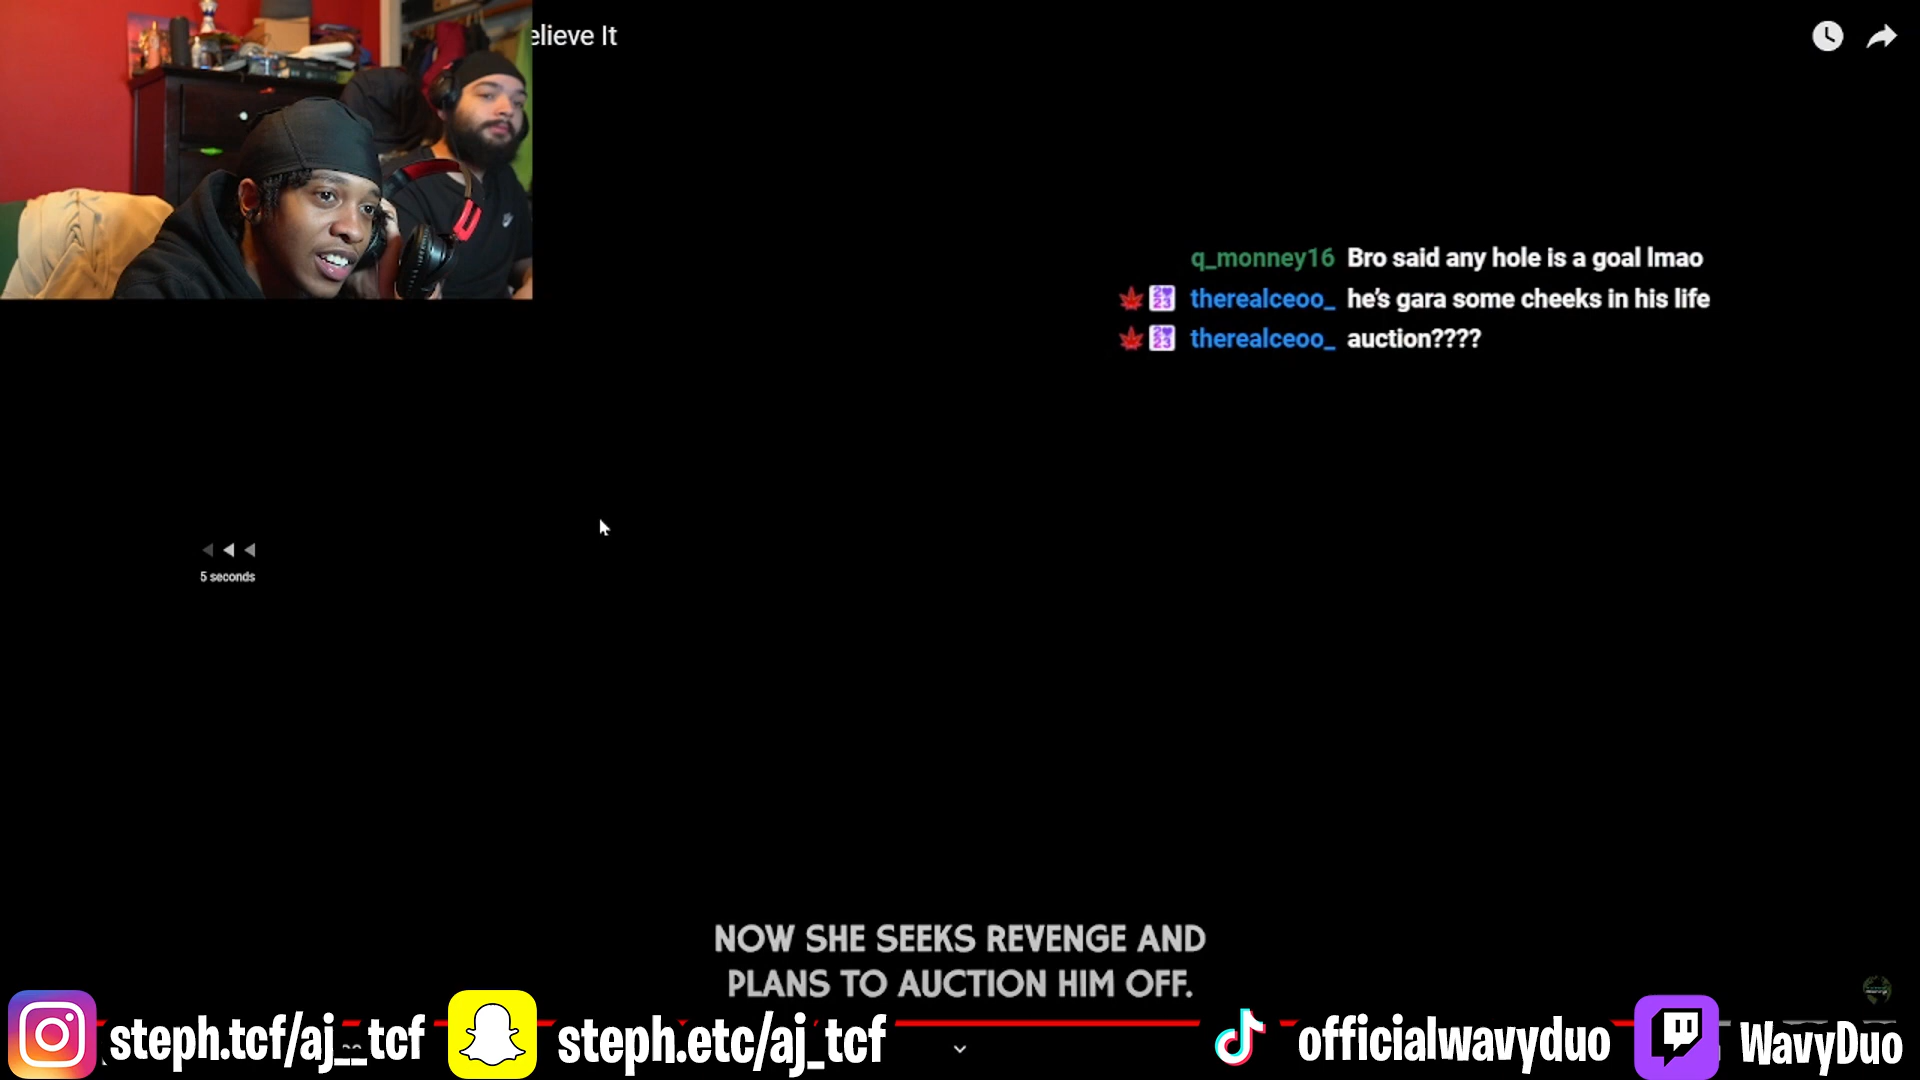 elieve It
q_monney16 Bro said any hole is a goal lmao
therealceoo_ he's gara some cheeks in his life
therealceoo_ auction????
5 seconds
NOW SHE SEEKS REVENGE AND
PLANS TO AUCTION HIM OFF.
steph.tcf/aj__tcf
steph.etc/aj_tcf
officialwavyduo
WavyDuo